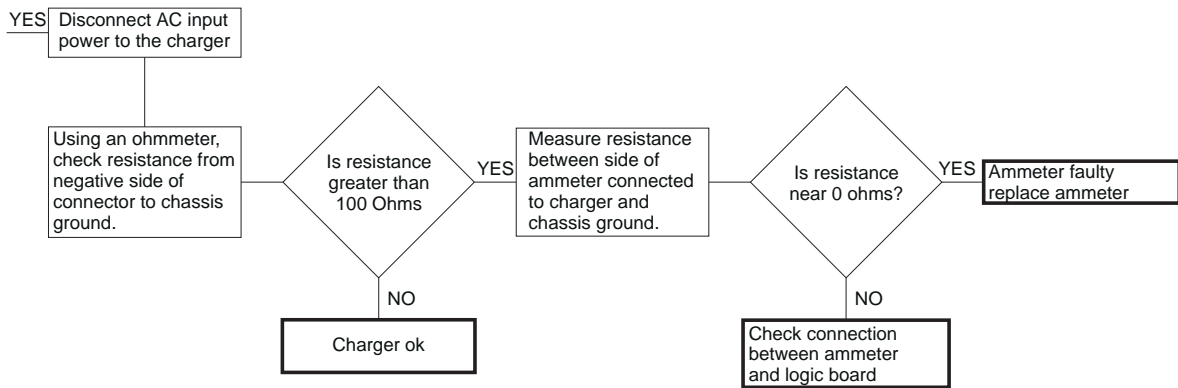 YES
Disconnect AC input
power to the charger
Using an ohmmeter,
check resistance from
negative side of
connector to chassis
ground.
Is resistance
greater than
100 Ohms
YES
NO
Charger ok
Measure resistance
between side of
ammeter connected
to charger and
chassis ground.
Is resistance
near 0 ohms?
YES
Ammeter faulty
replace ammeter
NO
Check connection
between ammeter
and logic board